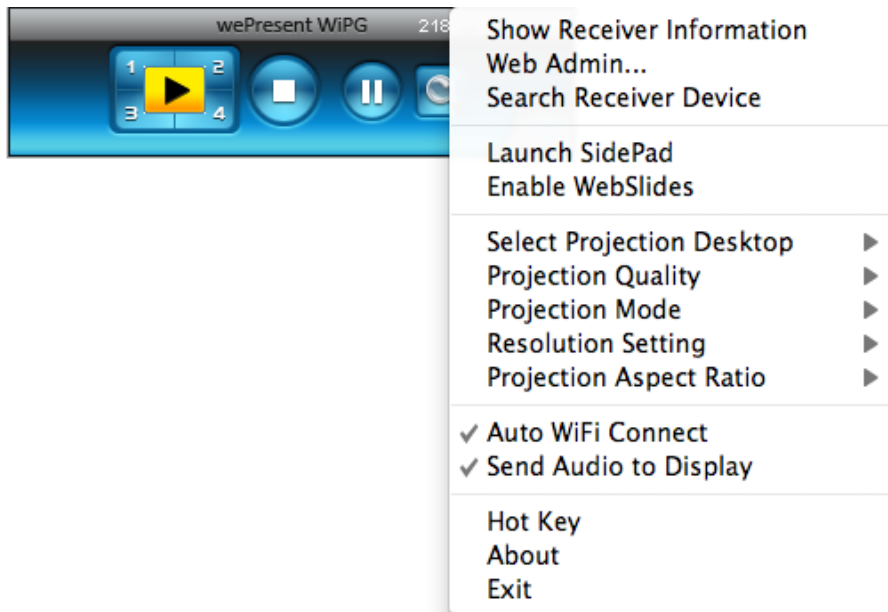 wePresent WiPG 218
1 2
3 4
Show Receiver Information
Web Admin...
Search Receiver Device
Launch SidePad
Enable WebSlides
Select Projection Desktop
Projection Quality
Projection Mode
Resolution Setting
Projection Aspect Ratio
Auto WiFi Connect
Send Audio to Display
Hot Key
About
Exit